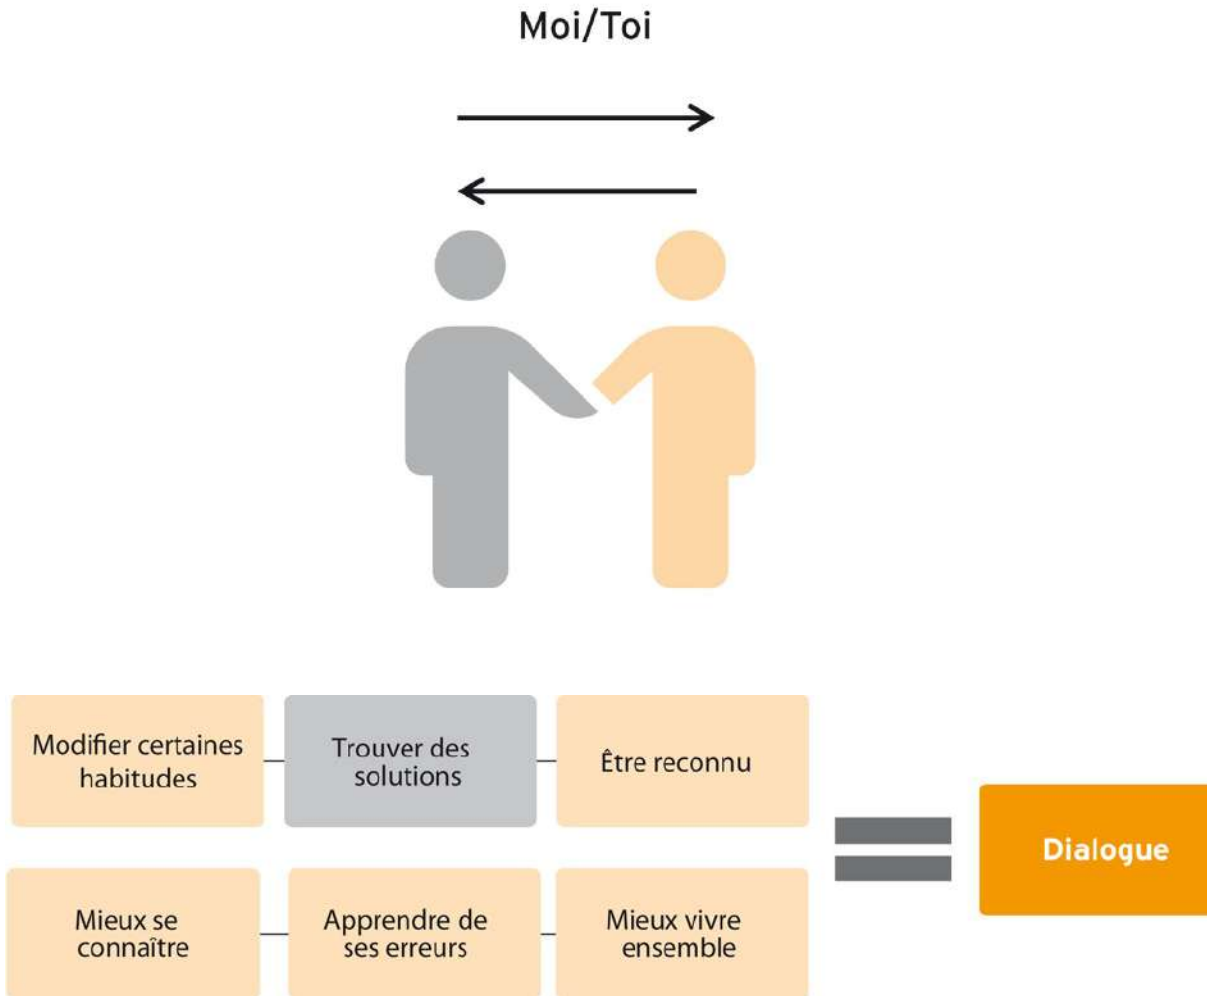 Moi/Toi
Modifier certaines
habitudes
Trouver des
solutions
Être reconnu
Dialogue
Mieux se
connaître
Apprendre de
ses erreurs
Mieux vivre
ensemble